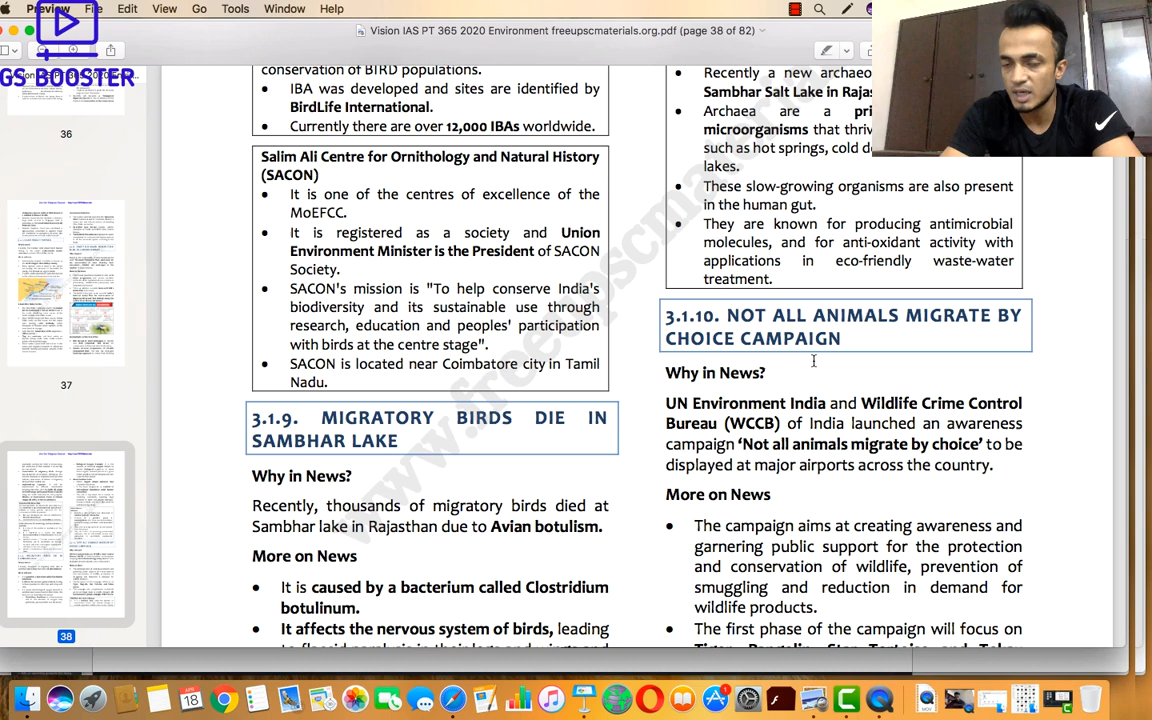 Preview File Edit View Go Tools Window Help
Vision IAS PT 365 2020 Environment freeupscmaterials.org.pdf (page 38 of 82)
GS BOOSTER
36
37
38
conservation of BIRD populations.
• IBA was developed and sites are identified by
BirdLife International.
• Currently there are over 12,000 IBAs worldwide.
Salim Ali Centre for Ornithology and Natural History
(SACON)
• It is one of the centres of excellence of the
MoEFCC.
• It is registered as a society and Union
Environment Minister is the President of SACON
Society.
• SACON's mission is "To help conserve India's
biodiversity and its sustainable use through
research, education and peoples' participation
with birds at the centre stage".
• SACON is located near Coimbatore city in Tamil
Nadu.
3.1.9. MIGRATORY BIRDS DIE IN
SAMBHAR LAKE
Why in News?
Recently, thousands of migratory birds died at
Sambhar lake in Rajasthan due to Avian botulism.
More on News
• It is caused by a bacterium called Clostridium
botulinum.
• It affects the nervous system of birds, leading
• Recently a new archaeo
Sambhar Salt Lake in Rajas
• Archaea are a pri
microorganisms that thriv
such as hot springs, cold de
lakes.
• These slow-growing organisms are also present
in the human gut.
• They are known for producing antimicrobial
molecules, and for anti-oxidant activity with
applications in eco-friendly waste-water
treatment.
3.1.10. NOT ALL ANIMALS MIGRATE BY
CHOICE CAMPAIGN
Why in News?
UN Environment India and Wildlife Crime Control
Bureau (WCCB) of India launched an awareness
campaign ‘Not all animals migrate by choice’ to be
displayed at major airports across the country.
More on News
• The campaign aims at creating awareness and
garnering public support for the protection
and conservation of wildlife, prevention of
smuggling and reduction in demand for
wildlife products.
• The first phase of the campaign will focus on
Tiger, Pangolin, Star Tortoise and Tokay
APR
18